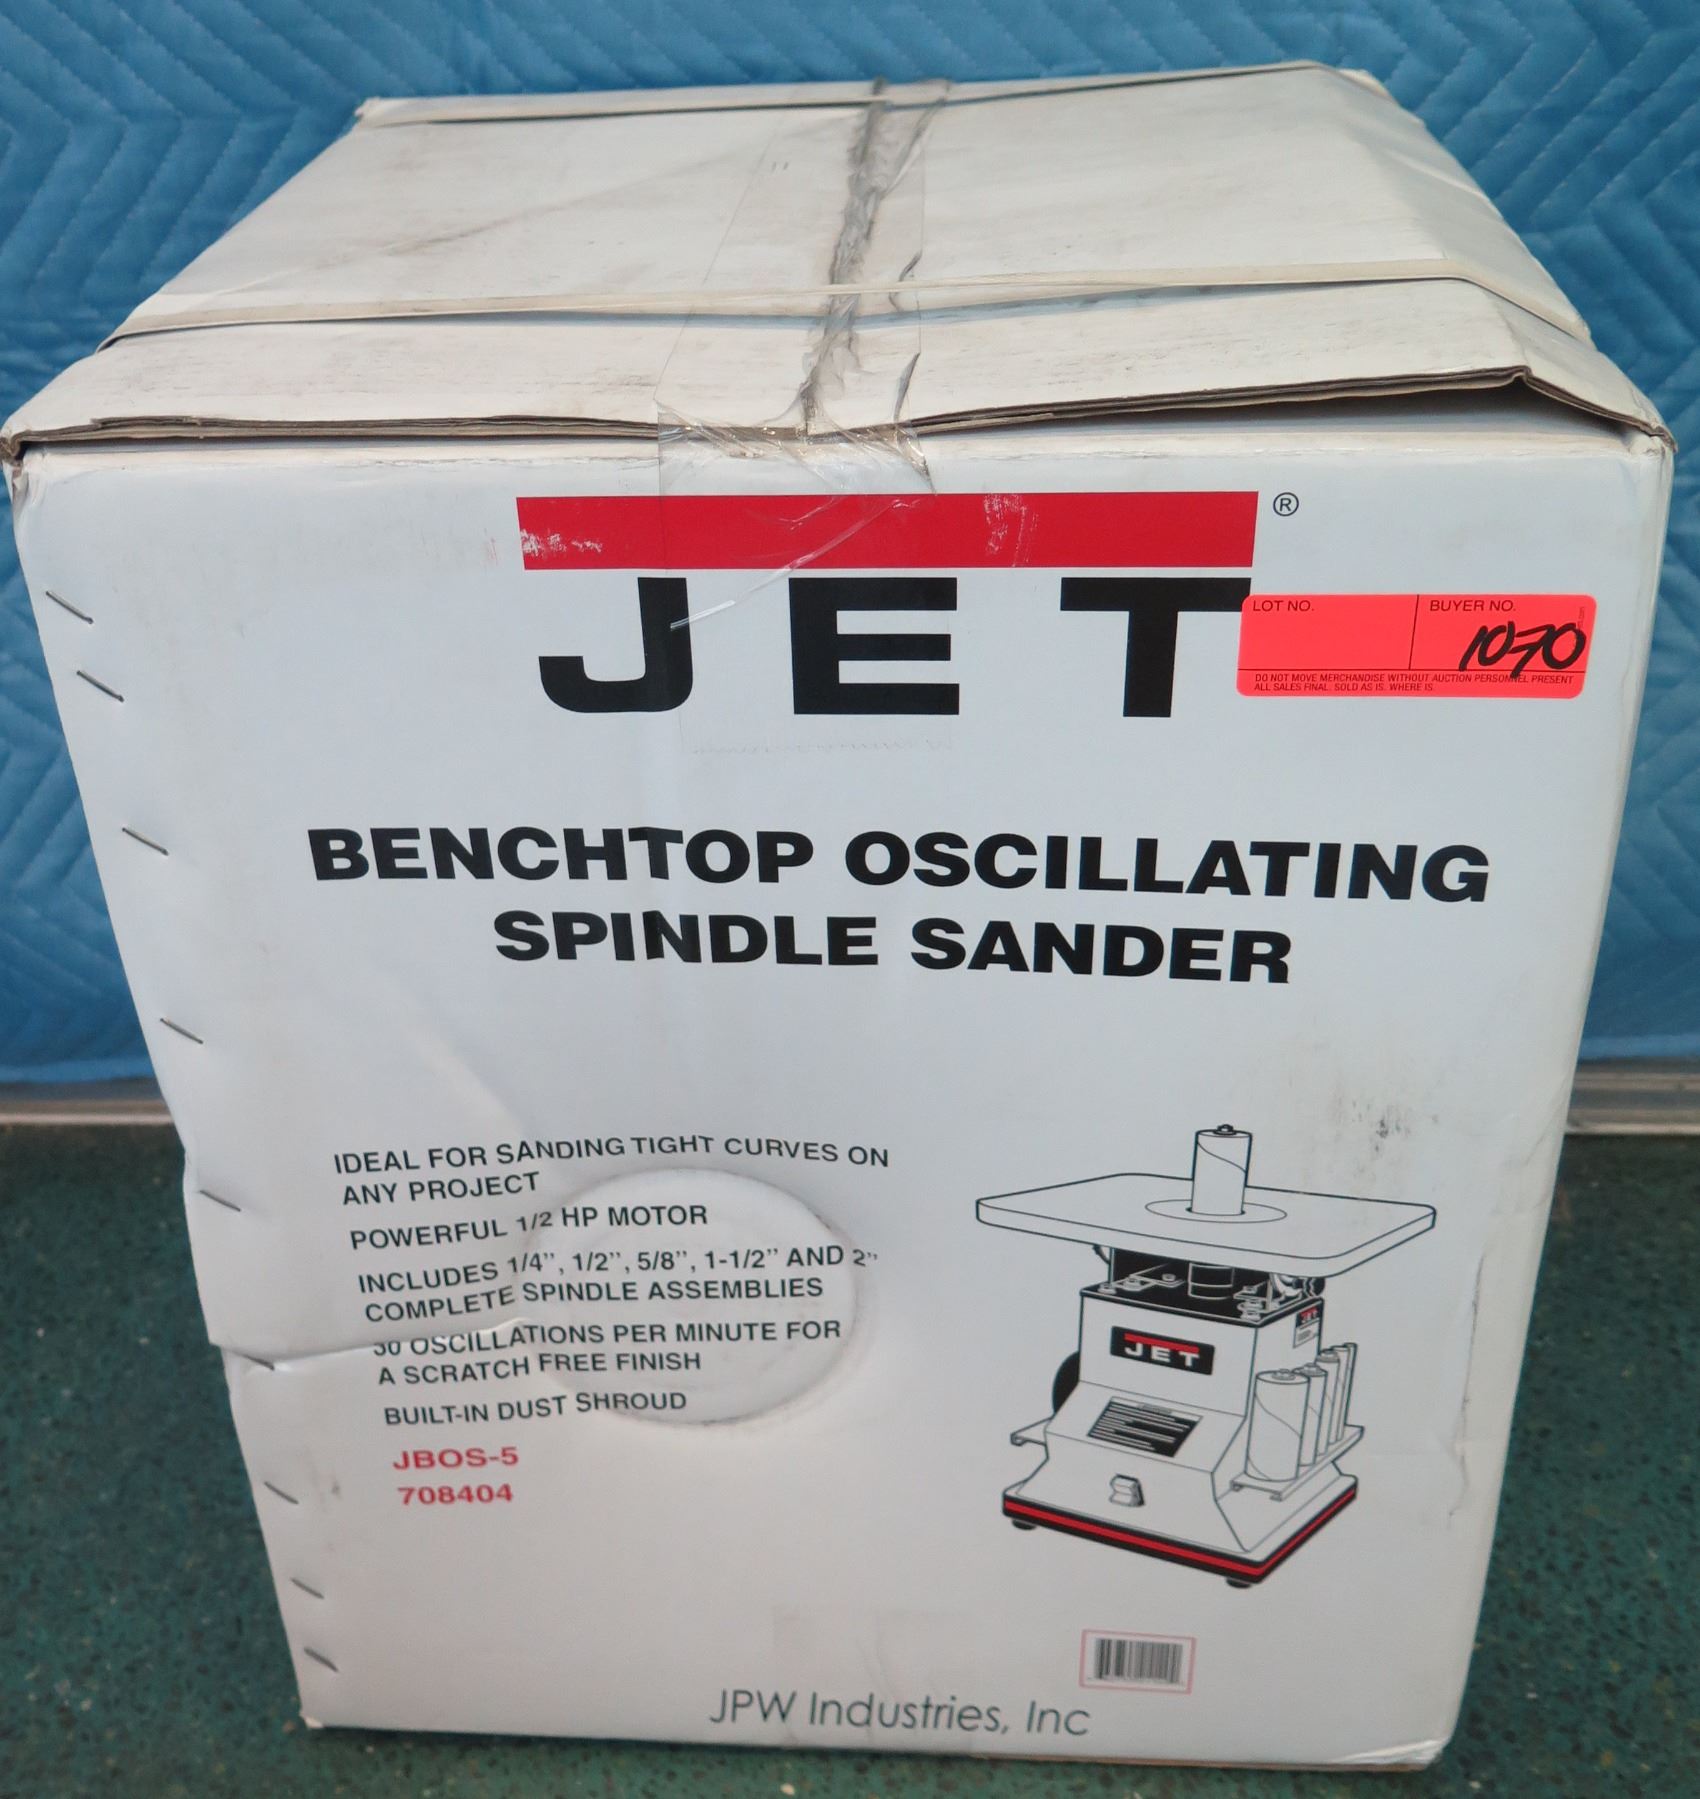 JET®
LOT NO. BUYER NO.
1070
DO NOT MOVE MERCHANDISE WITHOUT AUCTION PERSONNEL PRESENT
ALL SALES FINAL. SOLD AS IS. WHERE IS.
BENCHTOP OSCILLATING
SPINDLE SANDER
IDEAL FOR SANDING TIGHT CURVES ON
ANY PROJECT
POWERFUL 1/2 HP MOTOR
INCLUDES 1/4", 1/2", 5/8", 1-1/2" AND 2"
COMPLETE SPINDLE ASSEMBLIES
30 OSCILLATIONS PER MINUTE FOR
A SCRATCH FREE FINISH
BUILT-IN DUST SHROUD
JBOS-5
708404
JET
JET
JPW Industries, Inc